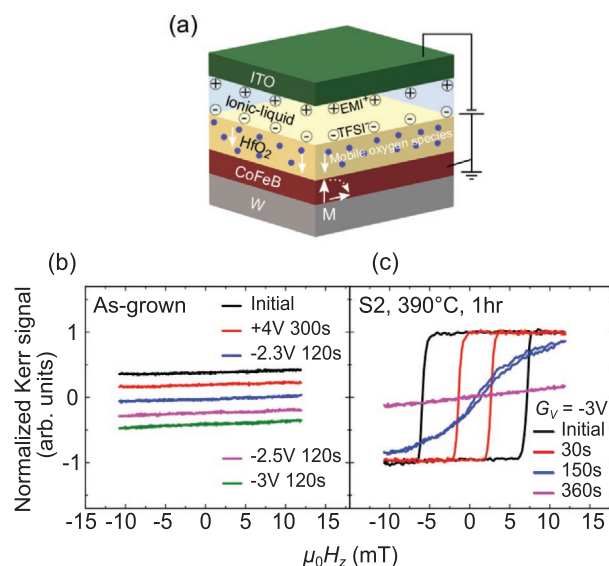 (a)
ITO
Ionic-liquid
EMI⁺
TFSI⁻
HfO₂
Mobile oxygen species
CoFeB
M
W
(b)
(c)
As-grown
Initial
+4V 300s
-2.3V 120s
-2.5V 120s
-3V 120s
S2, 390°C, 1hr
G_V = -3V
Initial
30s
150s
360s
Normalized Kerr signal
(arb. units)
1
0
-1
-15 -10 -5 0 5 10 -15 -10 -5 0 5 10 15
μ₀H_z (mT)